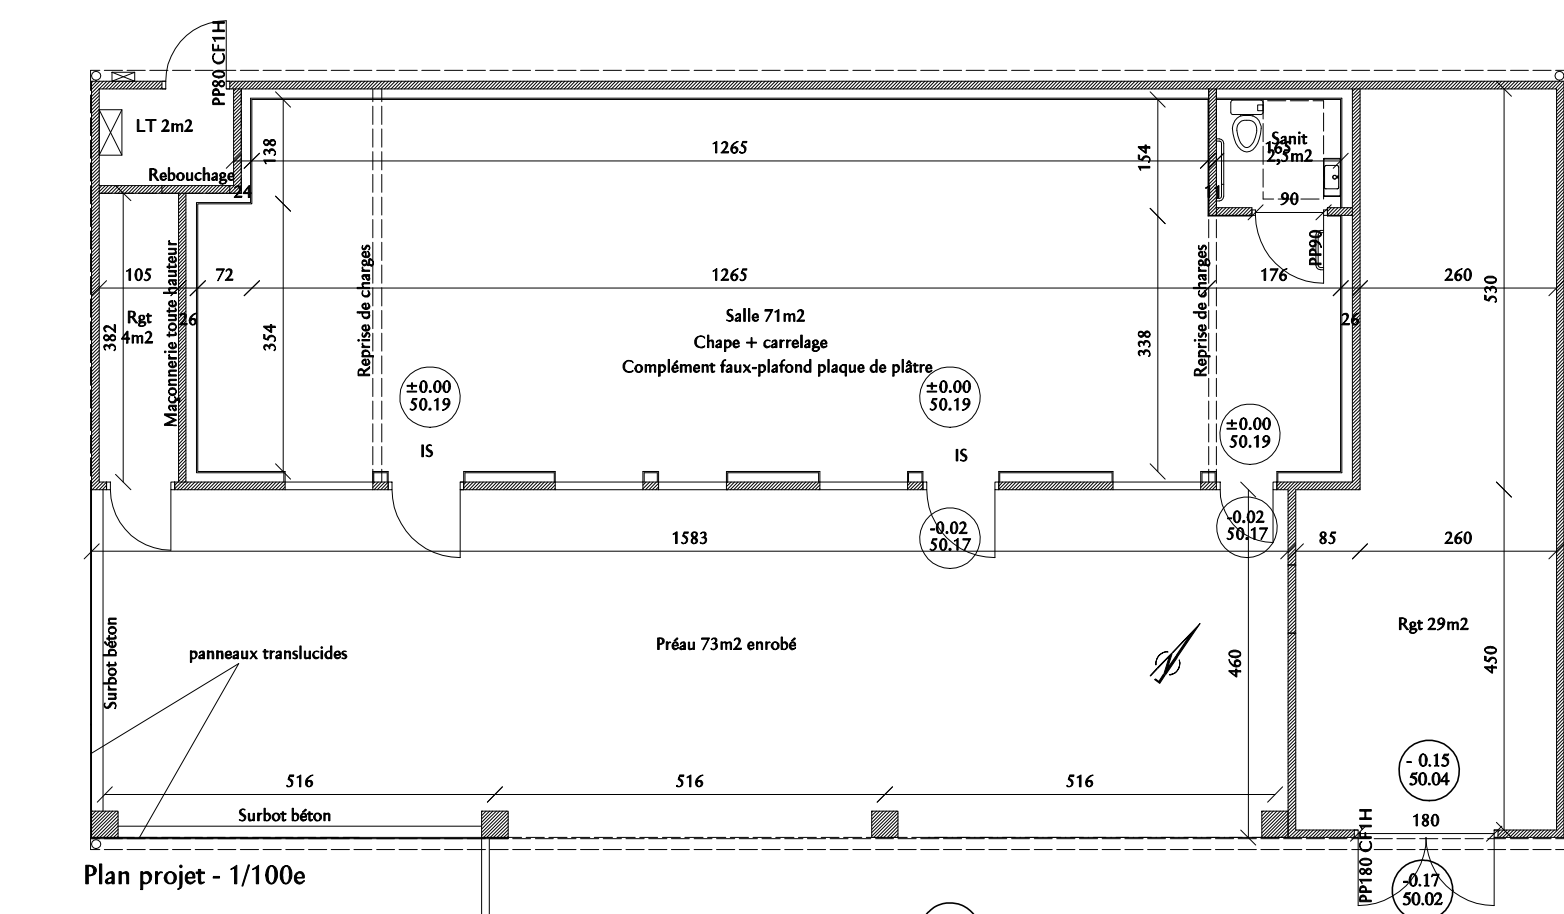 PP80 CF1H
LT 2m2
Rebouchage
24
138
1265
154
11
Sanit
165
2,5m2
90
PP90
105
72
1265
176
260
530
Rgt
4m2
382
Maçonnerie toute hauteur
26
354
Reprise de charges
Salle 71m2
Chape + carrelage
Complément faux-plafond plaque de plâtre
338
Reprise de charges
26
±0.00
50.19
IS
±0.00
50.19
IS
±0.00
50.19
-0.02
50.17
-0.02
50.17
1583
85
260
Surbot béton
panneaux translucides
Préau 73m2 enrobé
460
Rgt 29m2
450
516
516
516
Surbot béton
- 0.15
50.04
180
PP180 CF1H
-0.17
50.02
Plan projet - 1/100e